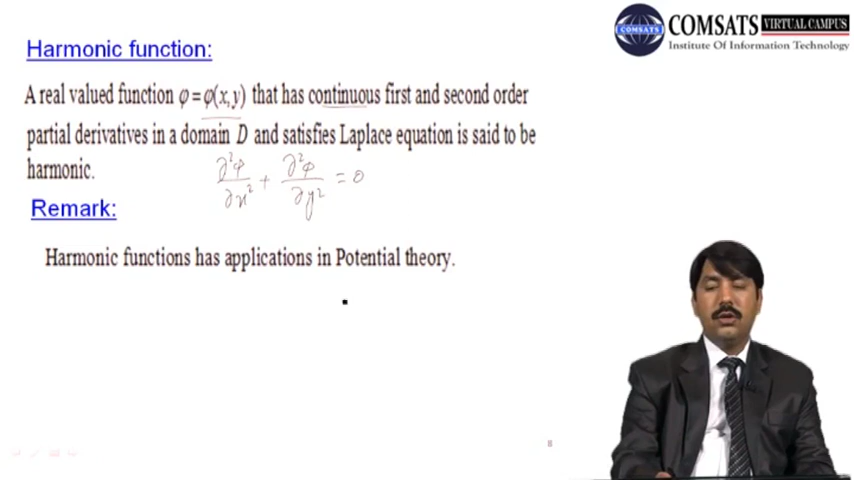 COMSATS VIRTUAL CAMPUS
Institute Of Information Technology
Harmonic function:
A real valued function φ = φ(x, y) that has continuous first and second order
partial derivatives in a domain D and satisfies Laplace equation is said to be
harmonic.
∂²φ/∂x² + ∂²φ/∂y² = 0
Remark:
Harmonic functions has applications in Potential theory.